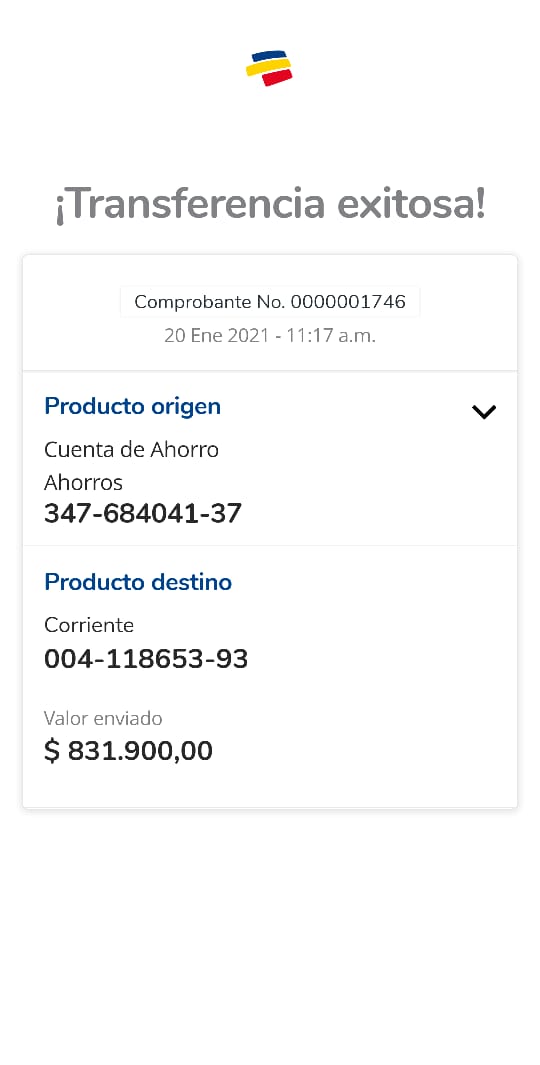 ¡Transferencia exitosa!
Comprobante No. 0000001746
20 Ene 2021 - 11:17 a.m.
Producto origen
Cuenta de Ahorro
Ahorros
347-684041-37
Producto destino
Corriente
004-118653-93
Valor enviado
$ 831.900,00